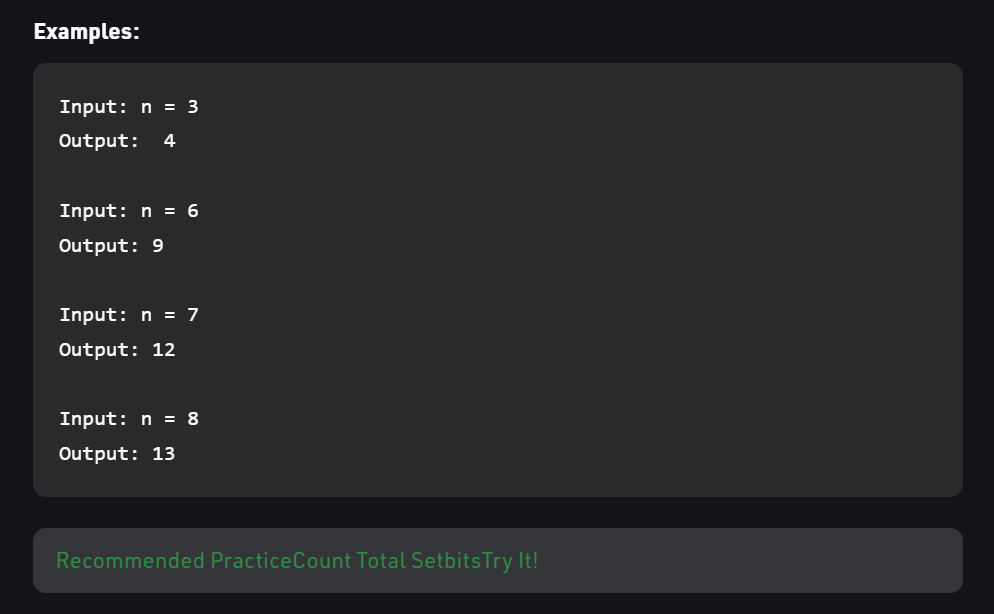 Examples:
Input: n = 3
Output:  4
Input: n = 6
Output: 9
Input: n = 7
Output: 12
Input: n = 8
Output: 13
Recommended PracticeCount Total SetbitsTry It!